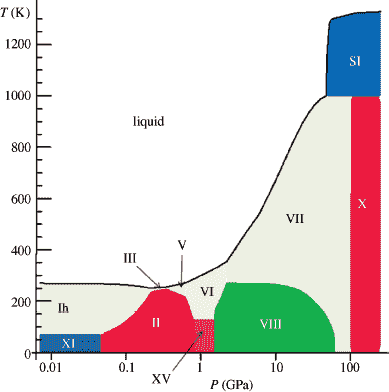 T (K)
1200
1000
800
600
400
200
0
liquid
SI
X
VII
V
III
VI
Ih
II
VIII
XI
XV
0.01 0.1 1 10 100
P (GPa)